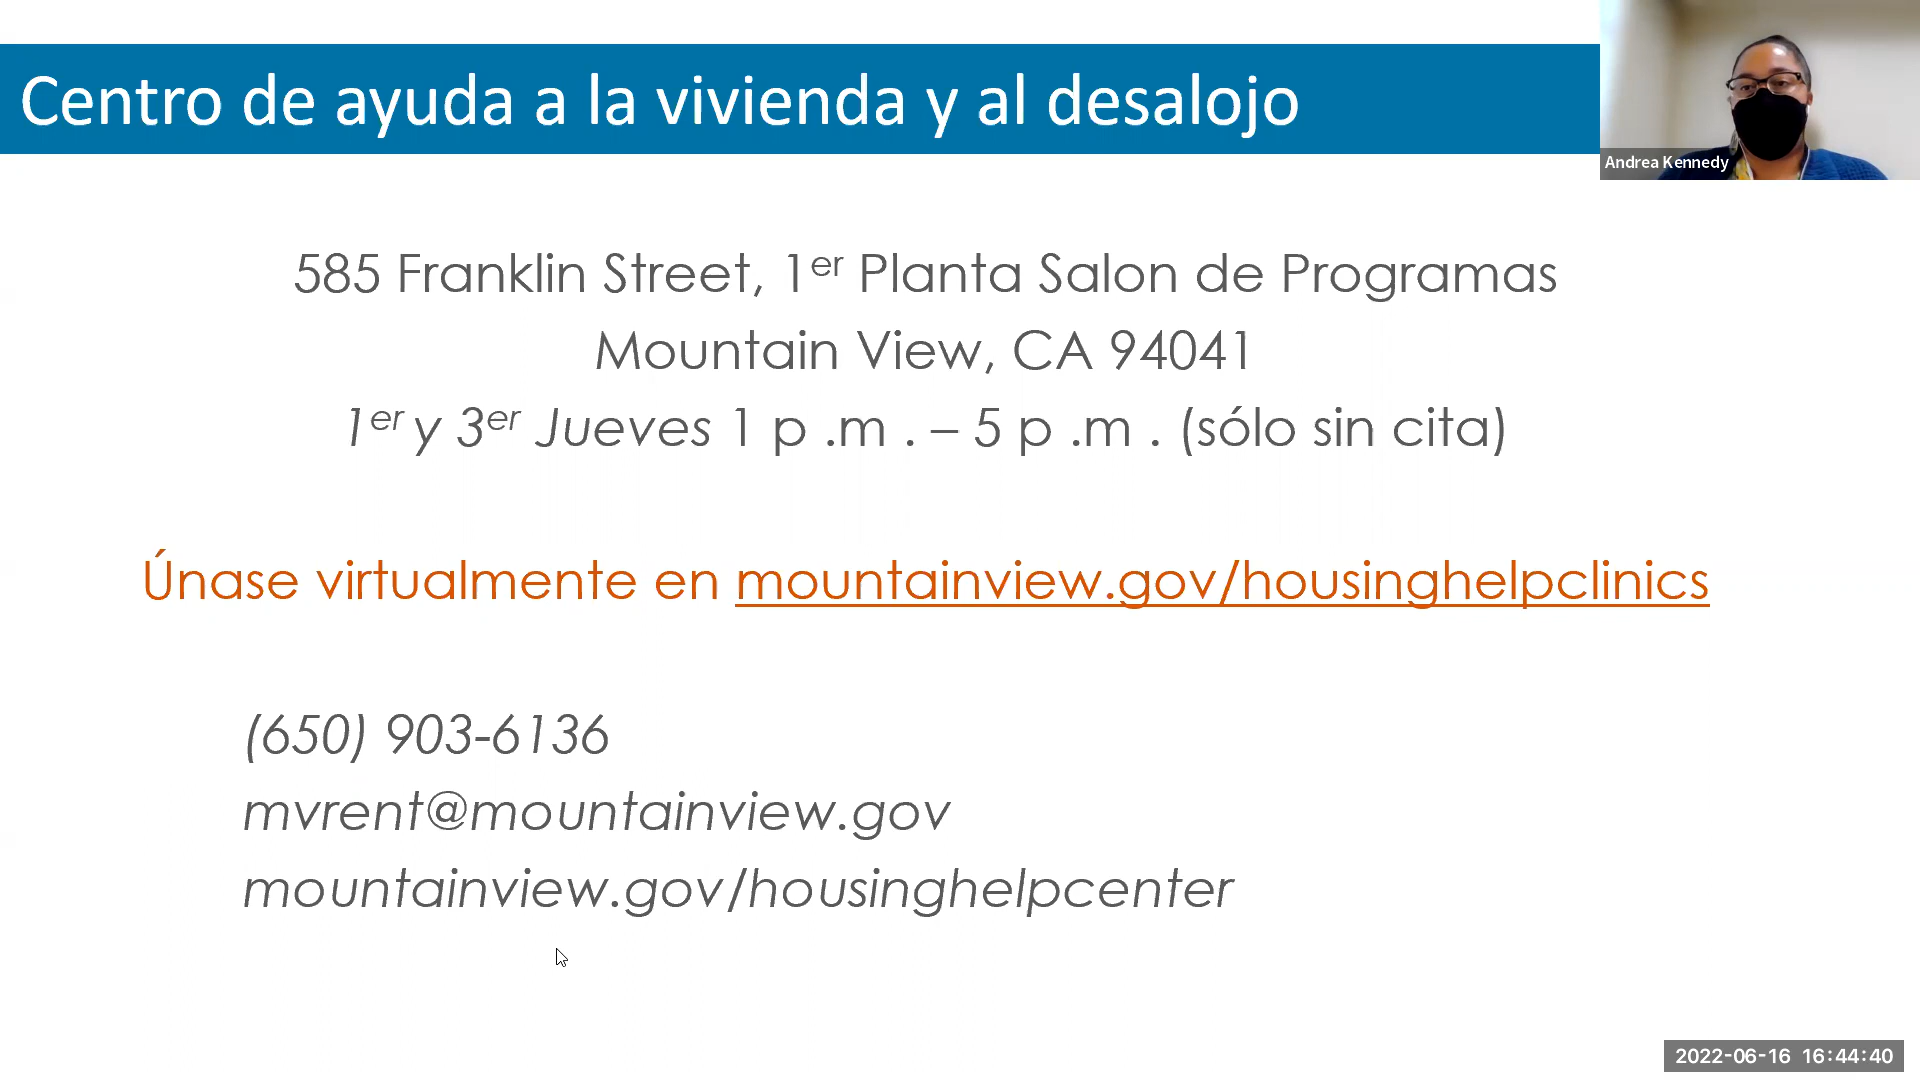 Centro de ayuda a la vivienda y al desalojo
Andrea Kennedy
585 Franklin Street, 1er Planta Salon de Programas
Mountain View, CA 94041
1er y 3er Jueves 1 p .m . – 5 p .m . (sólo sin cita)
Únase virtualmente en mountainview.gov/housinghelpclinics
(650) 903-6136
mvrent@mountainview.gov
mountainview.gov/housinghelpcenter
2022-06-16 16:44:40